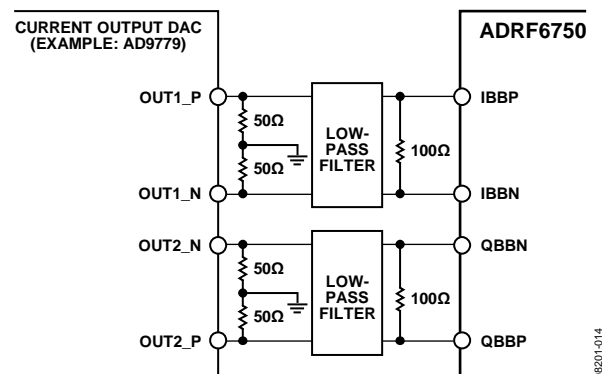 CURRENT OUTPUT DAC
(EXAMPLE: AD9779)
ADRF6750
OUT1_P
IBBP
50Ω
LOW-
PASS
FILTER
100Ω
50Ω
OUT1_N
IBBN
OUT2_N
QBBN
50Ω
LOW-
PASS
FILTER
100Ω
50Ω
OUT2_P
QBBP
08201-014